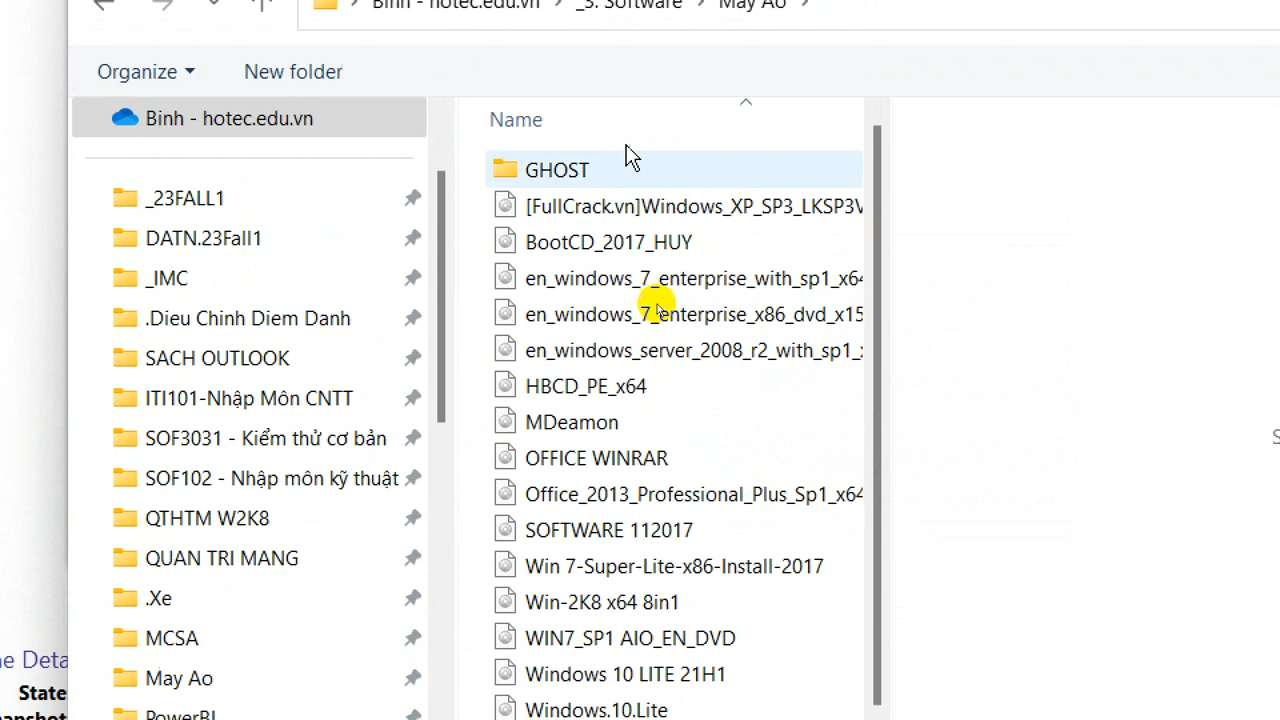 Binh - hotec.edu.vn > _3. Software > May Ao >
Organize
New folder
Binh - hotec.edu.vn
_23FALL1
DATN.23Fall1
_IMC
.Dieu Chinh Diem Danh
SACH OUTLOOK
ITI101-Nhập Môn CNTT
SOF3031 - Kiểm thử cơ bản
SOF102 - Nhập môn kỹ thuật
QTHTM W2K8
QUAN TRI MANG
.Xe
MCSA
May Ao
PowerBI
Name
GHOST
[FullCrack.vn]Windows_XP_SP3_LKSP3V
BootCD_2017_HUY
en_windows_7_enterprise_with_sp1_x64
en_windows_7_enterprise_x86_dvd_x15
en_windows_server_2008_r2_with_sp1_x
HBCD_PE_x64
MDeamon
OFFICE WINRAR
Office_2013_Professional_Plus_Sp1_x64
SOFTWARE 112017
Win 7-Super-Lite-x86-Install-2017
Win-2K8 x64 8in1
WIN7_SP1 AIO_EN_DVD
Windows 10 LITE 21H1
Windows.10.Lite
State